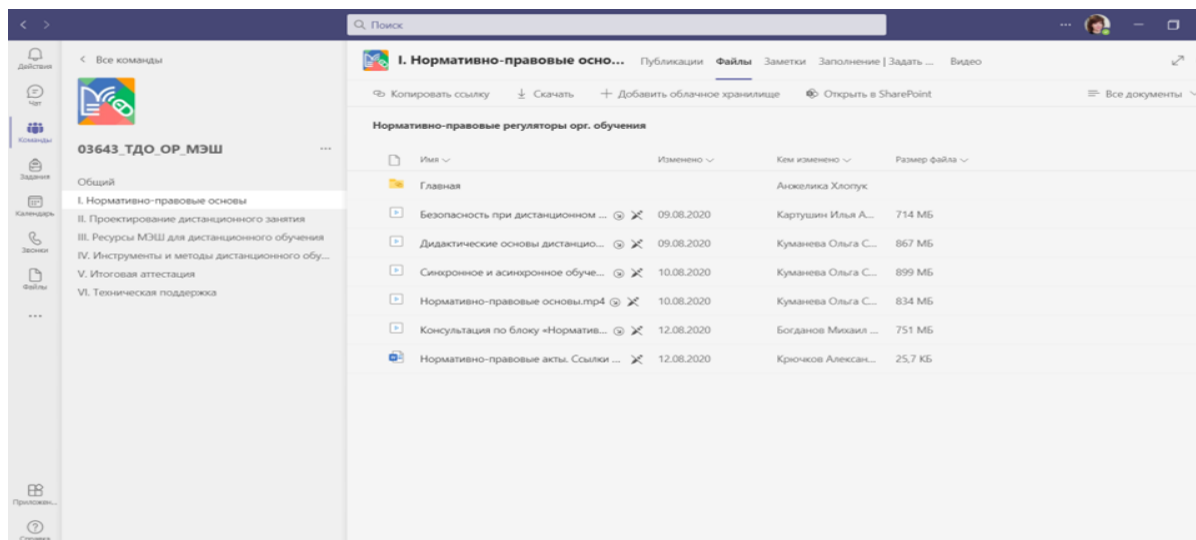 Поиск
Действия
Чат
Команды
Задания
Календарь
Звонки
Файлы
Приложен...
Справка
Все команды
03643_ТДО_ОР_МЭШ
Общий
I. Нормативно-правовые основы
II. Проектирование дистанционного занятия
III. Ресурсы МЭШ для дистанционного обучения
IV. Инструменты и методы дистанционного обу...
V. Итоговая аттестация
VI. Техническая поддержка
I. Нормативно-правовые осно... Публикации Файлы Заметки Заполнение | Задать ... Видео
Копировать ссылку Скачать + Добавить облачное хранилище Открыть в SharePoint Все документы
Нормативно-правовые регуляторы орг. обучения
Имя Изменено Кем изменено Размер файла
Главная Анжелика Хлопук
Безопасность при дистанционном ... 09.08.2020 Картушин Илья А... 714 МБ
Дидактические основы дистанцио... 09.08.2020 Куманева Ольга С... 867 МБ
Синхронное и асинхронное обуче... 10.08.2020 Куманева Ольга С... 899 МБ
Нормативно-правовые основы.mp4 10.08.2020 Куманева Ольга С... 834 МБ
Консультация по блоку «Норматив... 12.08.2020 Богданов Михаил ... 751 МБ
Нормативно-правовые акты. Ссылки ... 12.08.2020 Крючков Алексан... 25,7 КБ